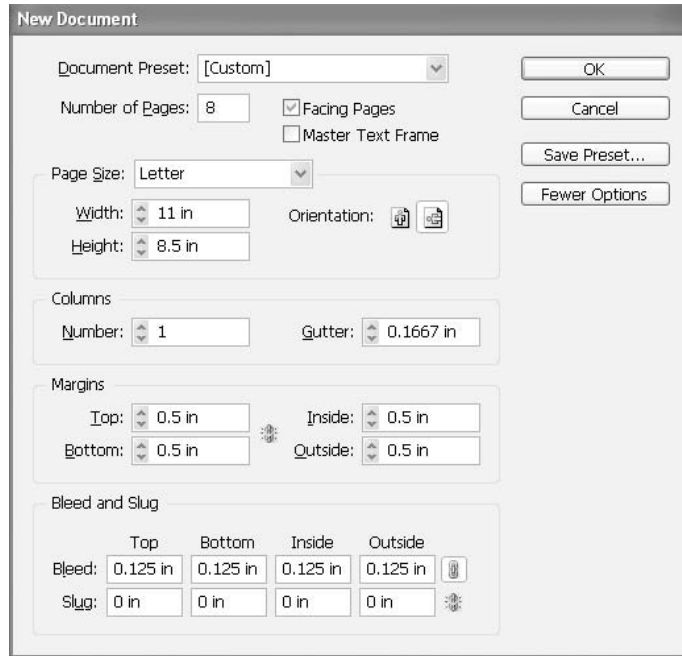 New Document
Document Preset: [Custom]
OK
Number of Pages: 8
Facing Pages
Cancel
Master Text Frame
Save Preset...
Page Size: Letter
Fewer Options
Width: 11 in
Orientation:
Height: 8.5 in
Columns
Number: 1
Gutter: 0.1667 in
Margins
Top: 0.5 in
Inside: 0.5 in
Bottom: 0.5 in
Outside: 0.5 in
Bleed and Slug
Top Bottom Inside Outside
Bleed: 0.125 in 0.125 in 0.125 in 0.125 in
Slug: 0 in 0 in 0 in 0 in